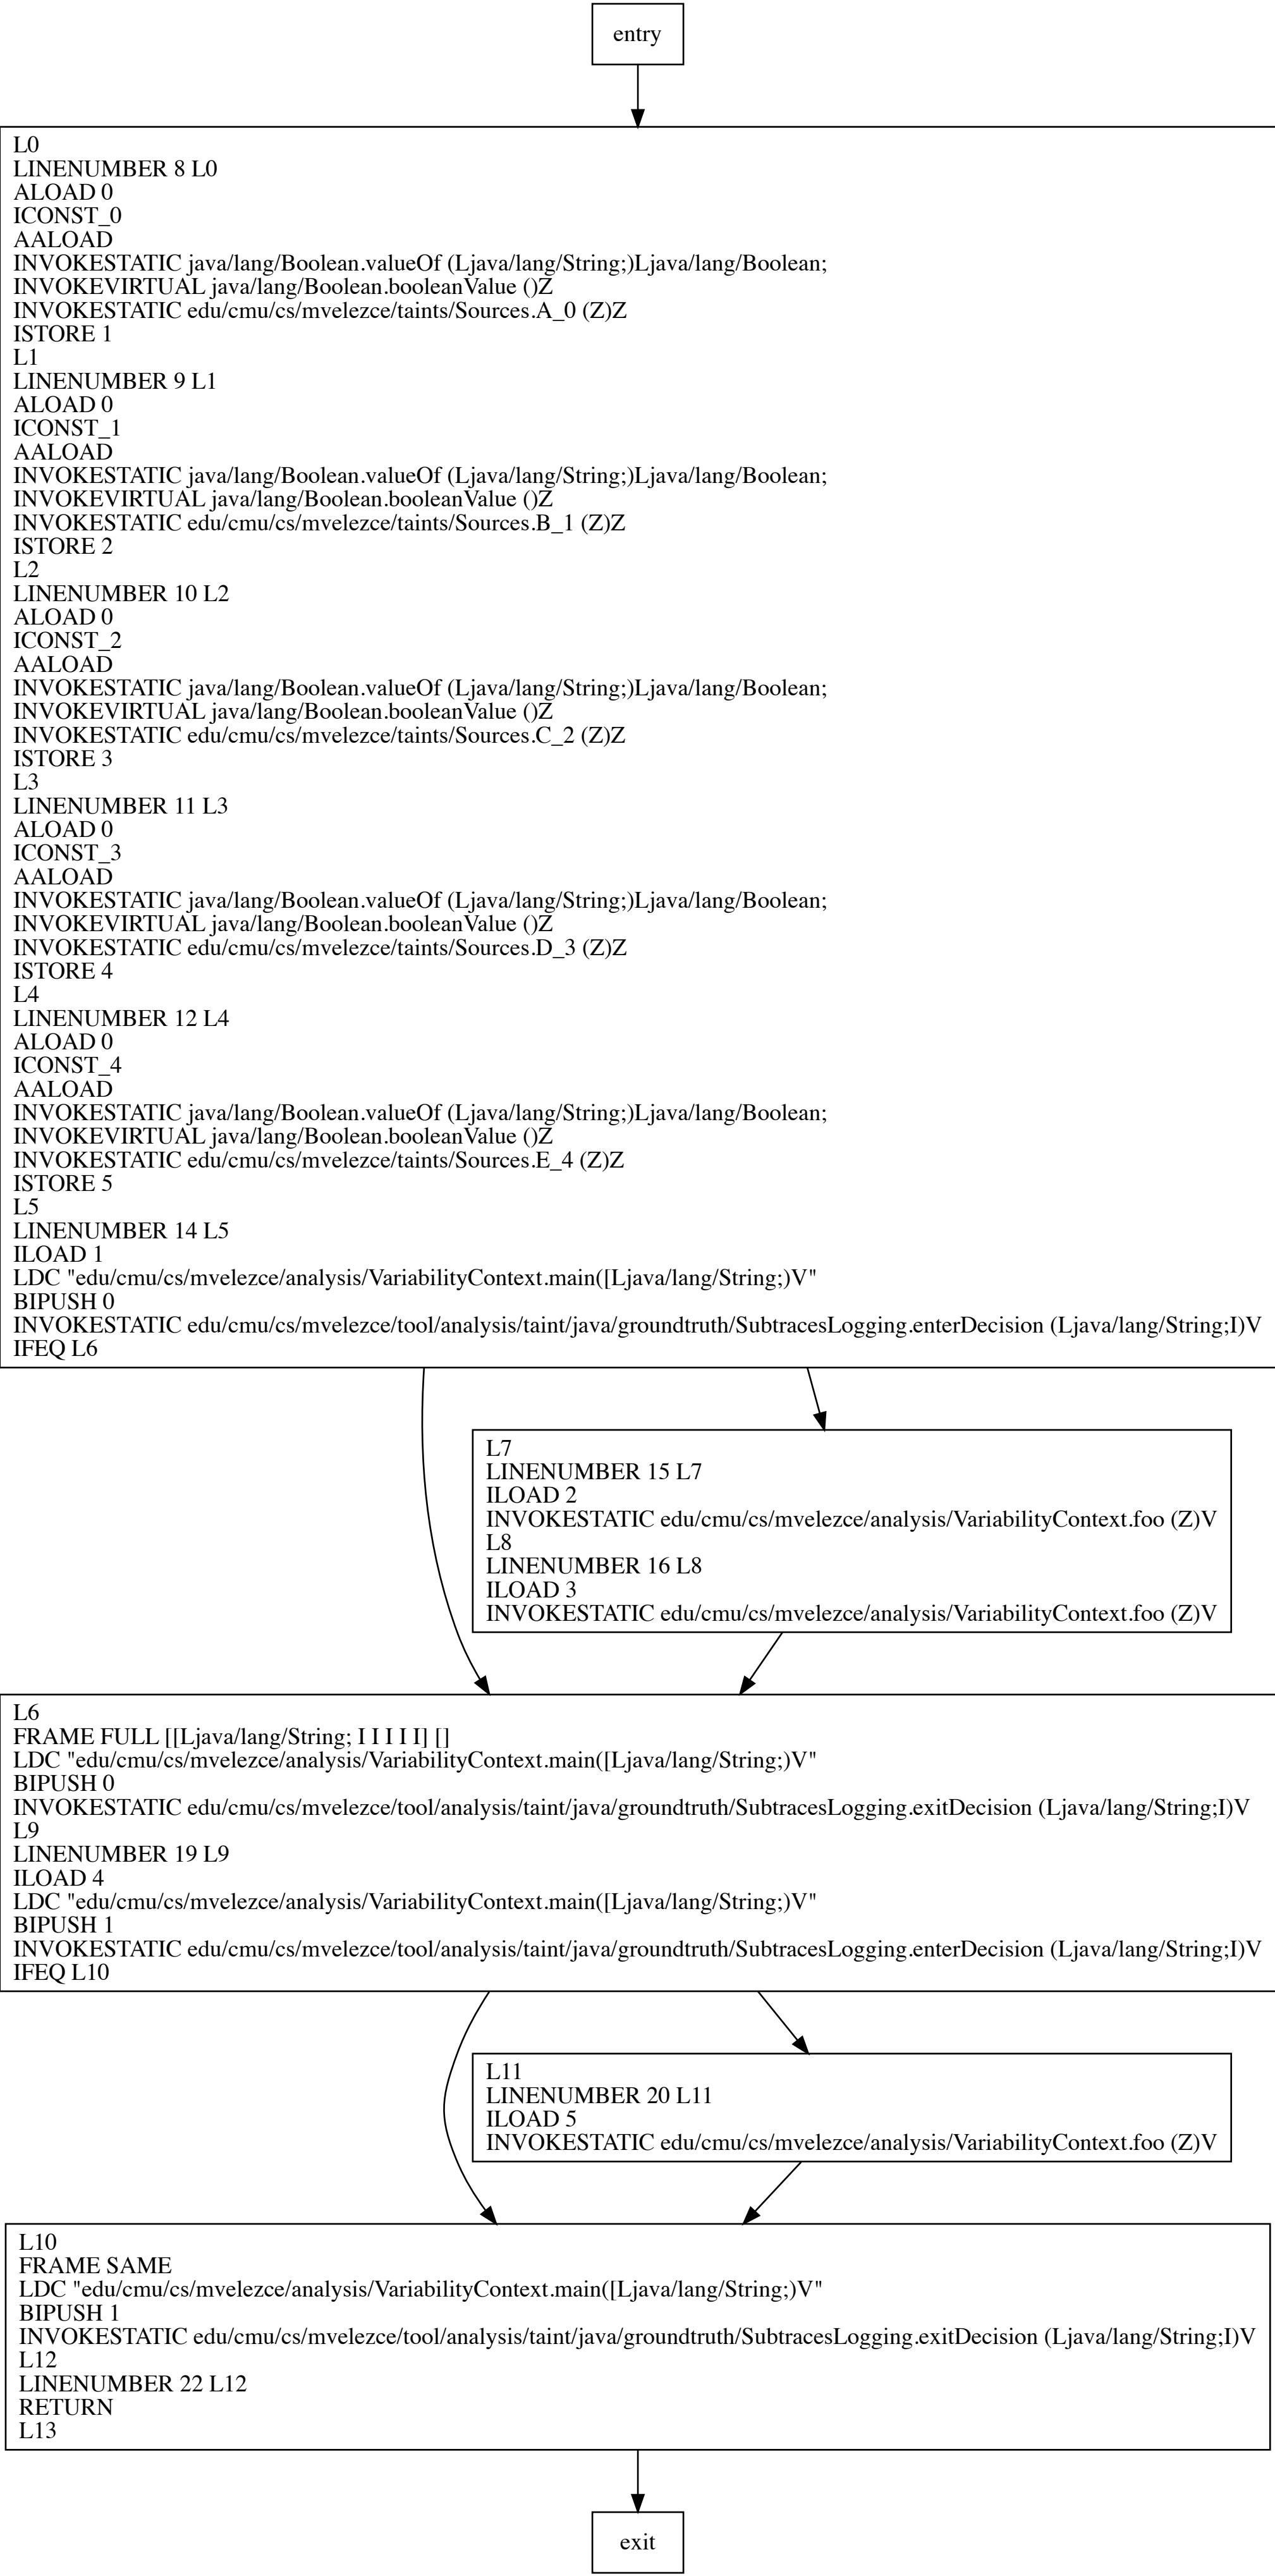 entry
L0
LINENUMBER 8 L0
ALOAD 0
ICONST_0
AALOAD
INVOKESTATIC java/lang/Boolean.valueOf (Ljava/lang/String;)Ljava/lang/Boolean;
INVOKEVIRTUAL java/lang/Boolean.booleanValue ()Z
INVOKESTATIC edu/cmu/cs/mvelezce/taints/Sources.A_0 (Z)Z
ISTORE 1
L1
LINENUMBER 9 L1
ALOAD 0
ICONST_1
AALOAD
INVOKESTATIC java/lang/Boolean.valueOf (Ljava/lang/String;)Ljava/lang/Boolean;
INVOKEVIRTUAL java/lang/Boolean.booleanValue ()Z
INVOKESTATIC edu/cmu/cs/mvelezce/taints/Sources.B_1 (Z)Z
ISTORE 2
L2
LINENUMBER 10 L2
ALOAD 0
ICONST_2
AALOAD
INVOKESTATIC java/lang/Boolean.valueOf (Ljava/lang/String;)Ljava/lang/Boolean;
INVOKEVIRTUAL java/lang/Boolean.booleanValue ()Z
INVOKESTATIC edu/cmu/cs/mvelezce/taints/Sources.C_2 (Z)Z
ISTORE 3
L3
LINENUMBER 11 L3
ALOAD 0
ICONST_3
AALOAD
INVOKESTATIC java/lang/Boolean.valueOf (Ljava/lang/String;)Ljava/lang/Boolean;
INVOKEVIRTUAL java/lang/Boolean.booleanValue ()Z
INVOKESTATIC edu/cmu/cs/mvelezce/taints/Sources.D_3 (Z)Z
ISTORE 4
L4
LINENUMBER 12 L4
ALOAD 0
ICONST_4
AALOAD
INVOKESTATIC java/lang/Boolean.valueOf (Ljava/lang/String;)Ljava/lang/Boolean;
INVOKEVIRTUAL java/lang/Boolean.booleanValue ()Z
INVOKESTATIC edu/cmu/cs/mvelezce/taints/Sources.E_4 (Z)Z
ISTORE 5
L5
LINENUMBER 14 L5
ILOAD 1
LDC "edu/cmu/cs/mvelezce/analysis/VariabilityContext.main([Ljava/lang/String;)V"
BIPUSH 0
INVOKESTATIC edu/cmu/cs/mvelezce/tool/analysis/taint/java/groundtruth/SubtracesLogging.enterDecision (Ljava/lang/String;I)V
IFEQ L6
L7
LINENUMBER 15 L7
ILOAD 2
INVOKESTATIC edu/cmu/cs/mvelezce/analysis/VariabilityContext.foo (Z)V
L8
LINENUMBER 16 L8
ILOAD 3
INVOKESTATIC edu/cmu/cs/mvelezce/analysis/VariabilityContext.foo (Z)V
L6
FRAME FULL [[Ljava/lang/String; I I I I I] []
LDC "edu/cmu/cs/mvelezce/analysis/VariabilityContext.main([Ljava/lang/String;)V"
BIPUSH 0
INVOKESTATIC edu/cmu/cs/mvelezce/tool/analysis/taint/java/groundtruth/SubtracesLogging.exitDecision (Ljava/lang/String;I)V
L9
LINENUMBER 19 L9
ILOAD 4
LDC "edu/cmu/cs/mvelezce/analysis/VariabilityContext.main([Ljava/lang/String;)V"
BIPUSH 1
INVOKESTATIC edu/cmu/cs/mvelezce/tool/analysis/taint/java/groundtruth/SubtracesLogging.enterDecision (Ljava/lang/String;I)V
IFEQ L10
L11
LINENUMBER 20 L11
ILOAD 5
INVOKESTATIC edu/cmu/cs/mvelezce/analysis/VariabilityContext.foo (Z)V
L10
FRAME SAME
LDC "edu/cmu/cs/mvelezce/analysis/VariabilityContext.main([Ljava/lang/String;)V"
BIPUSH 1
INVOKESTATIC edu/cmu/cs/mvelezce/tool/analysis/taint/java/groundtruth/SubtracesLogging.exitDecision (Ljava/lang/String;I)V
L12
LINENUMBER 22 L12
RETURN
L13
exit